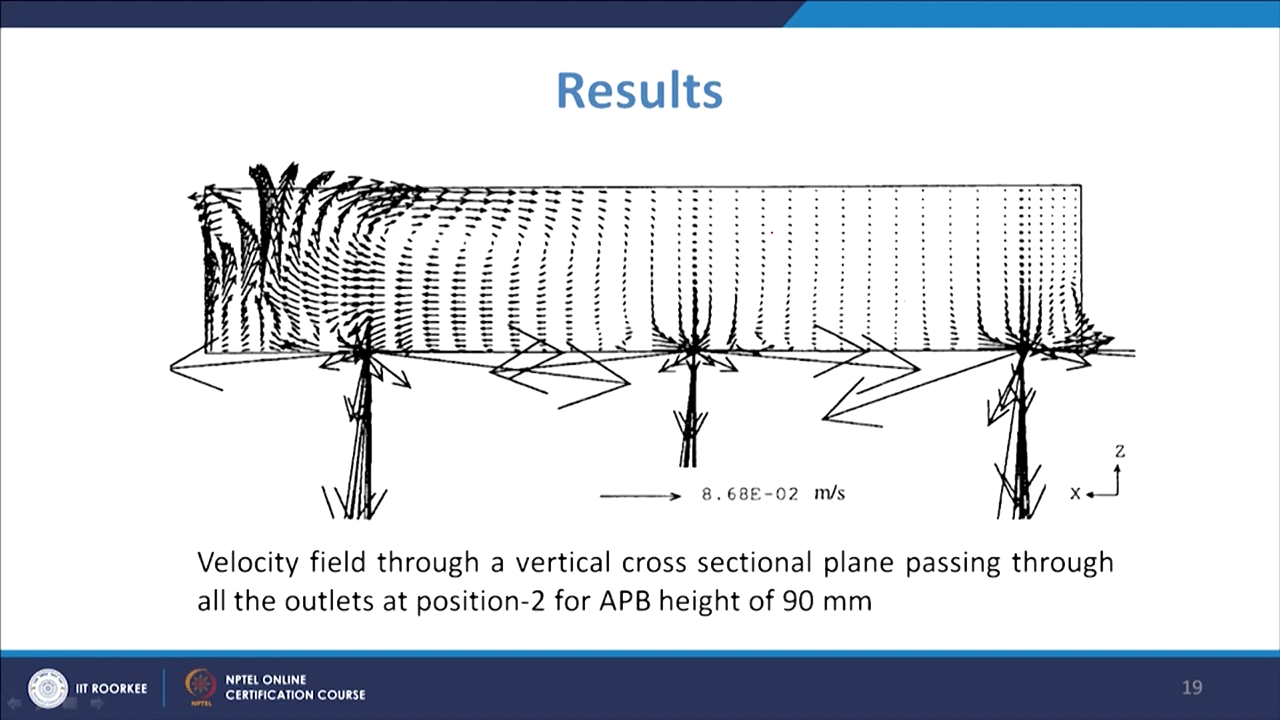 Results
Z
8.68E-02 m/s
X
Velocity field through a vertical cross sectional plane passing through
all the outlets at position-2 for APB height of 90 mm
IIT ROORKEE
NPTEL
NPTEL ONLINE
CERTIFICATION COURSE
19